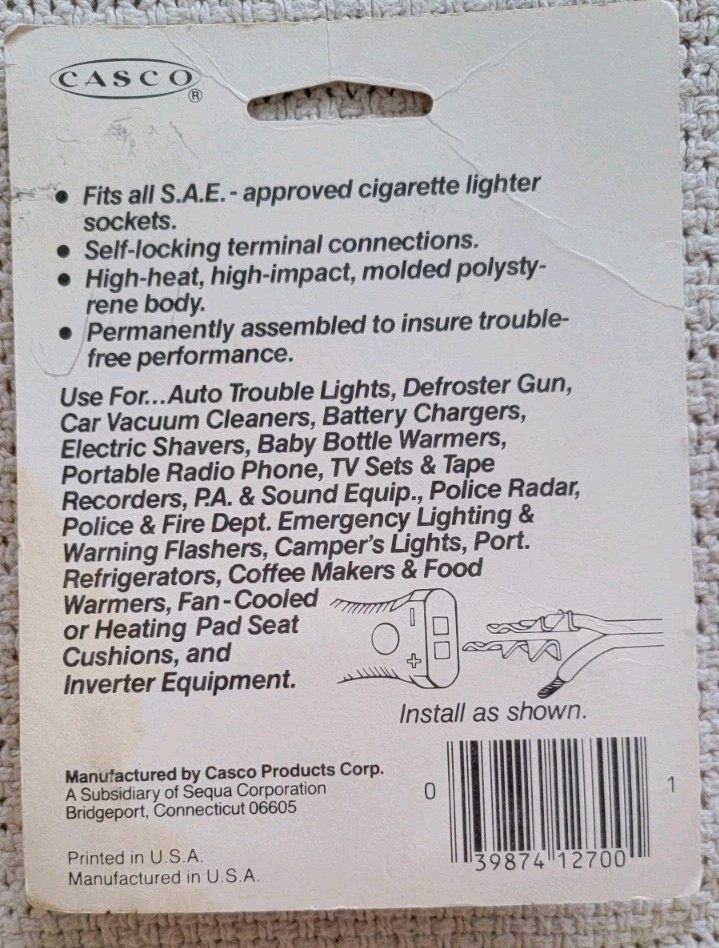 CASCO®
• Fits all S.A.E. - approved cigarette lighter
sockets.
• Self-locking terminal connections.
• High-heat, high-impact, molded polysty-
rene body.
• Permanently assembled to insure trouble-
free performance.
Use For...Auto Trouble Lights, Defroster Gun,
Car Vacuum Cleaners, Battery Chargers,
Electric Shavers, Baby Bottle Warmers,
Portable Radio Phone, TV Sets & Tape
Recorders, P.A. & Sound Equip., Police Radar,
Police & Fire Dept. Emergency Lighting &
Warning Flashers, Camper's Lights, Port.
Refrigerators, Coffee Makers & Food
Warmers, Fan-Cooled
or Heating Pad Seat
Cushions, and
Inverter Equipment.
− +
Install as shown.
Manufactured by Casco Products Corp.
A Subsidiary of Sequa Corporation
Bridgeport, Connecticut 06605
Printed in U.S.A.
Manufactured in U.S.A.
0 39874 12700 1